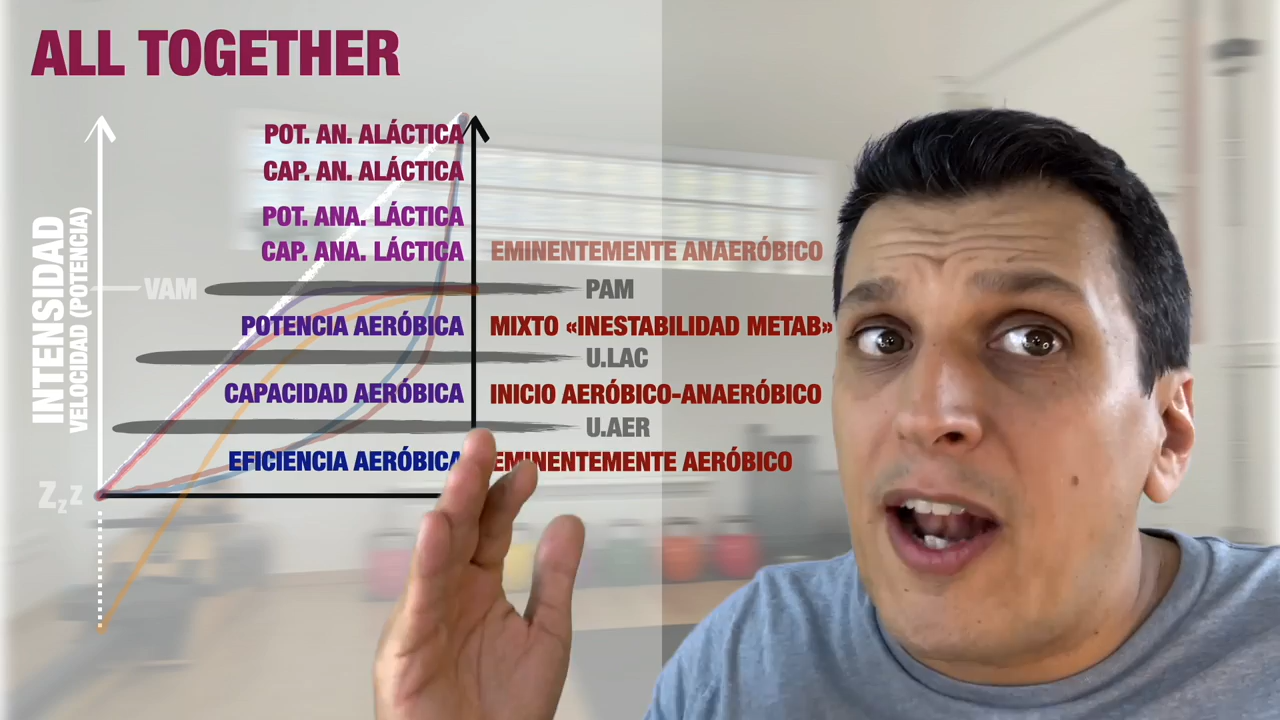 ALL TOGETHER
POT. AN. ALÁCTICA
CAP. AN. ALÁCTICA
POT. ANA. LÁCTICA
CAP. ANA. LÁCTICA
EMINENTEMENTE ANAERÓBICO
VAM
PAM
POTENCIA AERÓBICA
MIXTO «INESTABILIDAD METAB»
U.LAC
CAPACIDAD AERÓBICA
INICIO AERÓBICO-ANAERÓBICO
U.AER
EFICIENCIA AERÓBICA
EMINENTEMENTE AERÓBICO
INTENSIDAD
VELOCIDAD (POTENCIA)
ZzZ